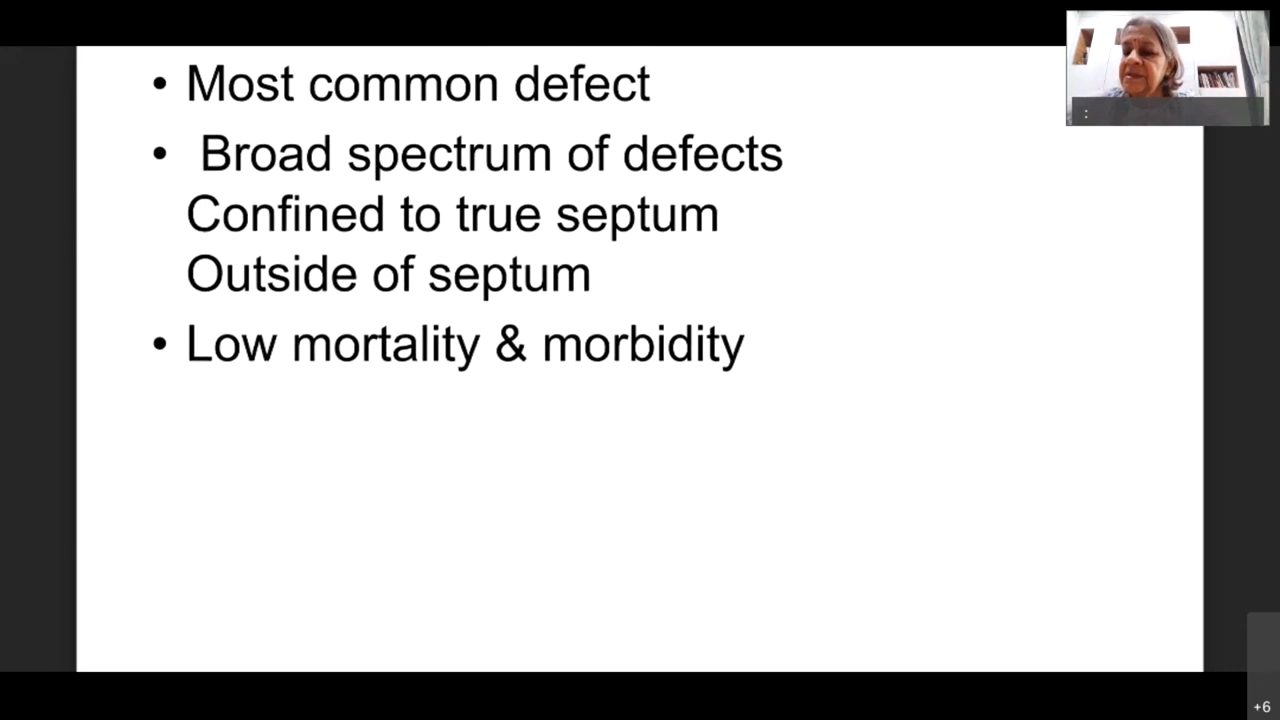 • Most common defect
• Broad spectrum of defects
Confined to true septum
Outside of septum
• Low mortality & morbidity
:
+6